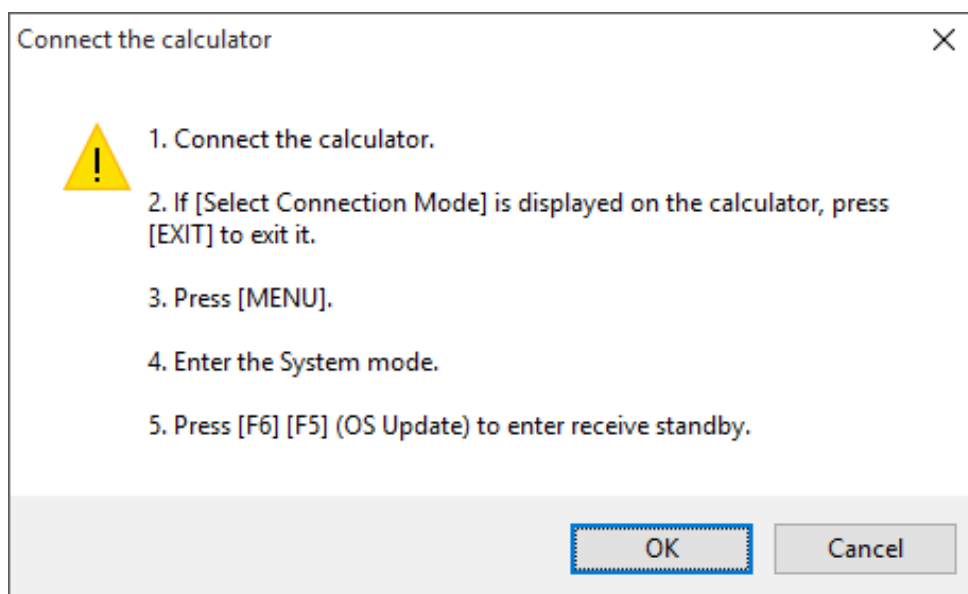 Connect the calculator
!
1. Connect the calculator.
2. If [Select Connection Mode] is displayed on the calculator, press
[EXIT] to exit it.
3. Press [MENU].
4. Enter the System mode.
5. Press [F6] [F5] (OS Update) to enter receive standby.
OK
Cancel